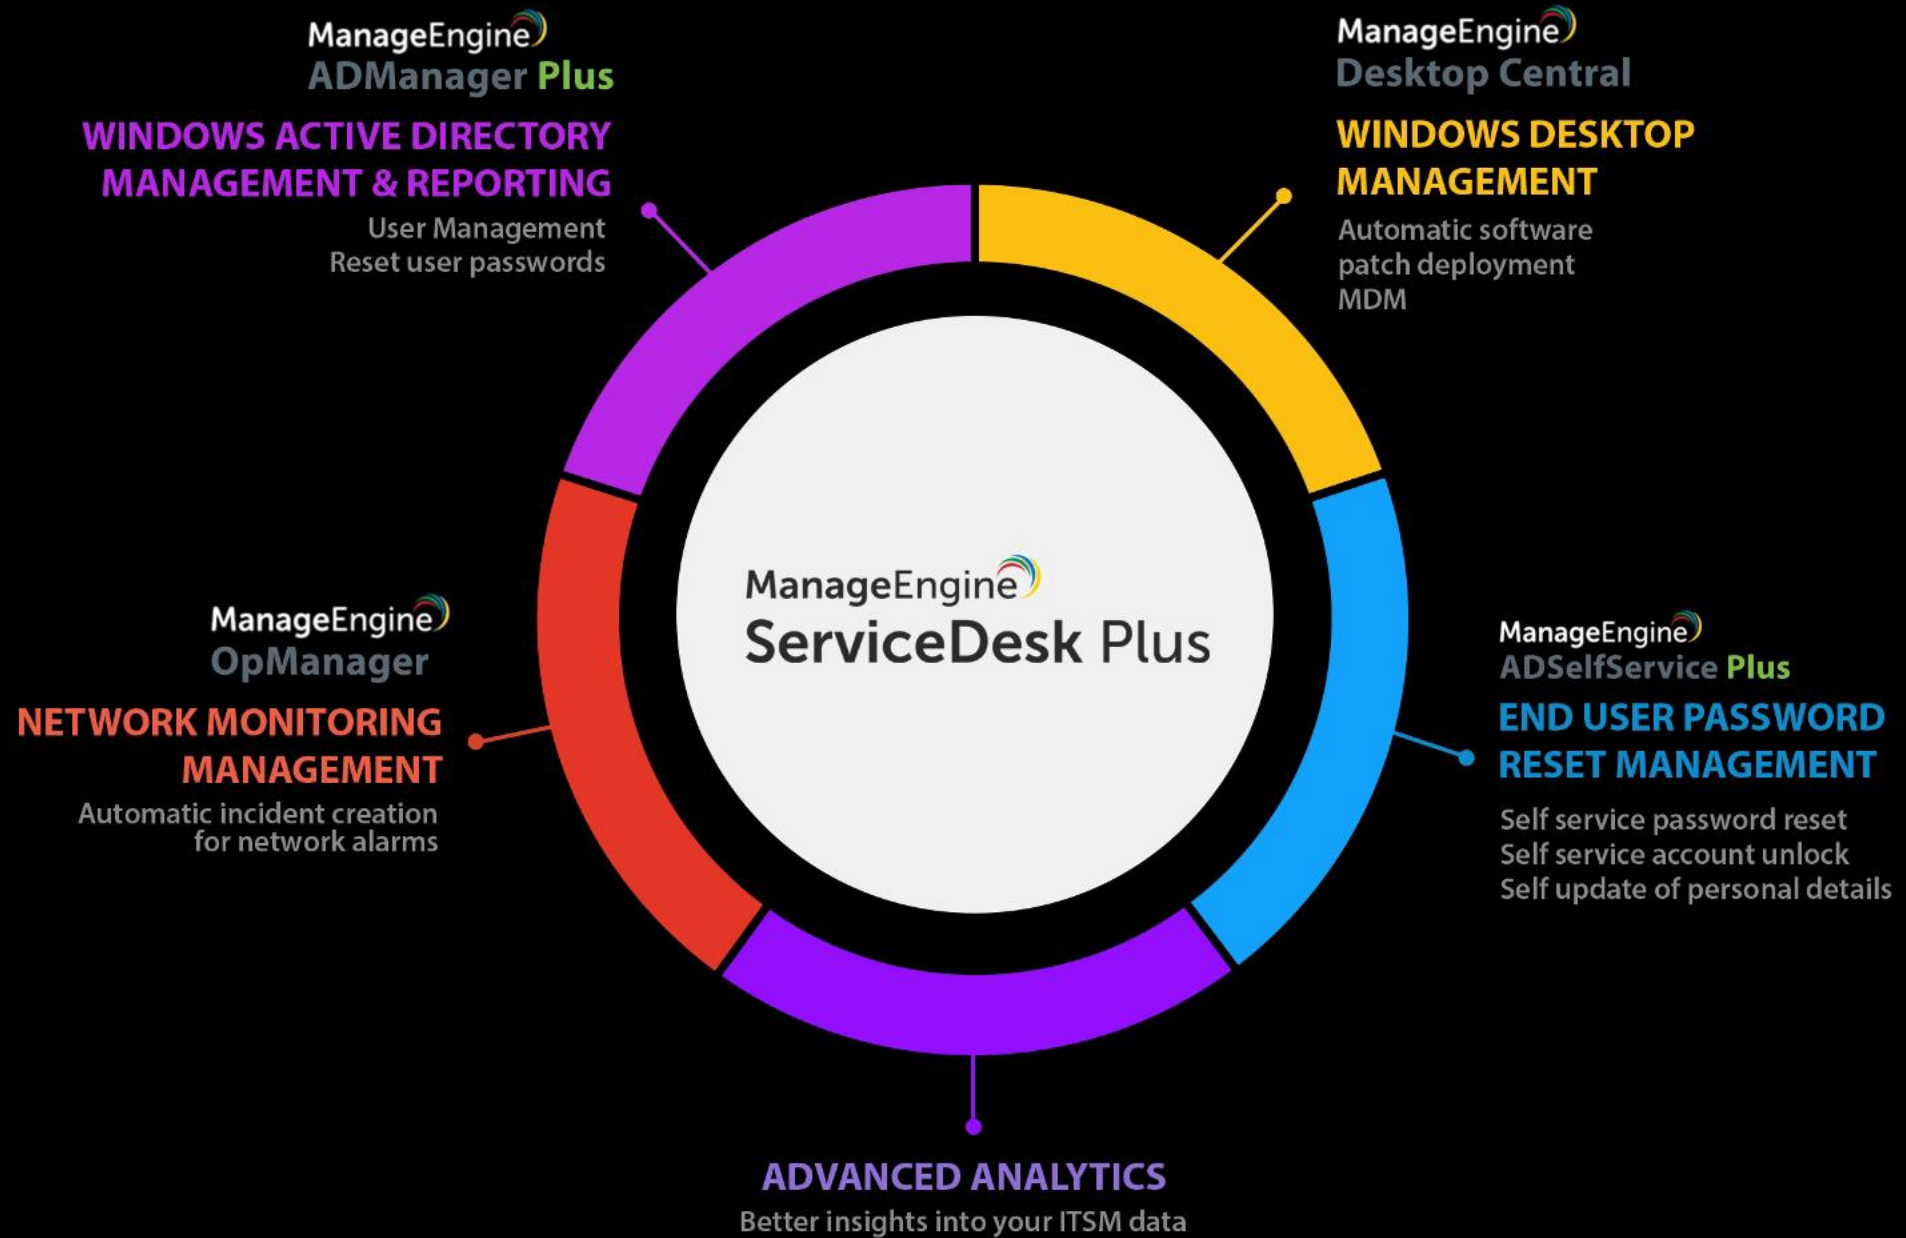 ManageEngine
ADManager Plus
WINDOWS ACTIVE DIRECTORY
MANAGEMENT & REPORTING
User Management
Reset user passwords
ManageEngine
Desktop Central
WINDOWS DESKTOP
MANAGEMENT
Automatic software
patch deployment
MDM
ManageEngine
ServiceDesk Plus
ManageEngine
OpManager
NETWORK MONITORING
MANAGEMENT
Automatic incident creation
for network alarms
ManageEngine
ADSelfService Plus
END USER PASSWORD
RESET MANAGEMENT
Self service password reset
Self service account unlock
Self update of personal details
ADVANCED ANALYTICS
Better insights into your ITSM data